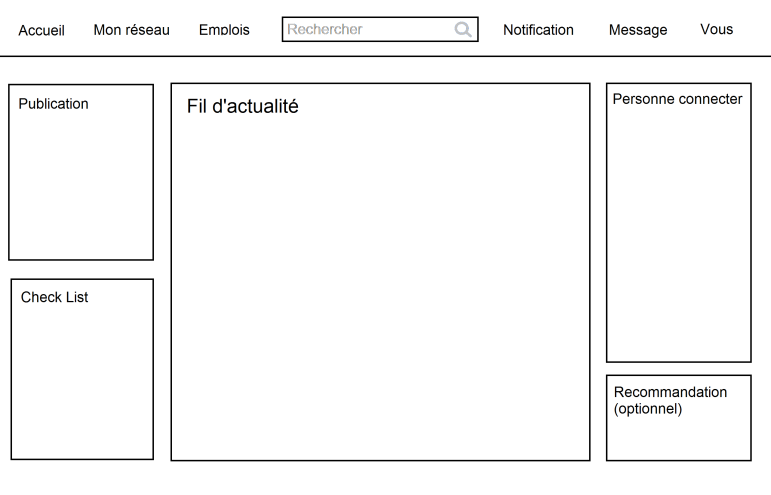 Accueil Mon réseau Emplois Rechercher Notification Message Vous
Publication
Check List
Fil d'actualité
Personne connecter
Recommandation
(optionnel)